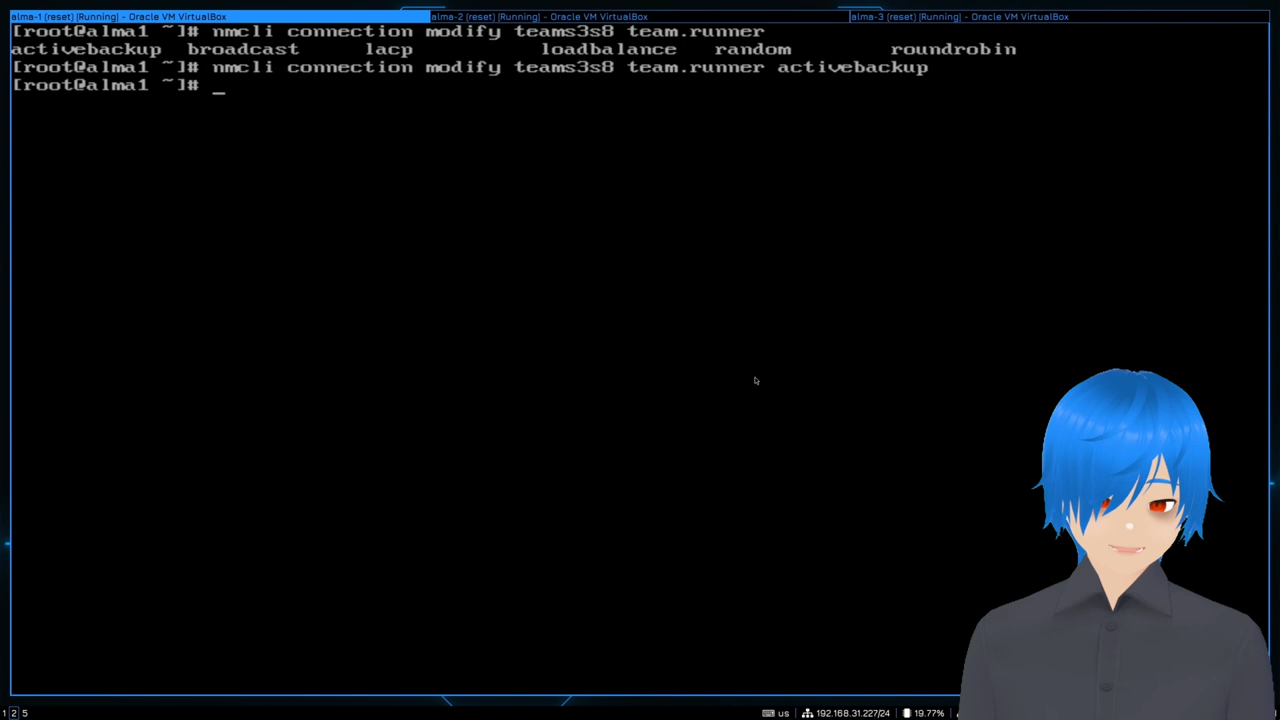 alma-1 (reset) [Running] - Oracle VM VirtualBox
alma-2 (reset) [Running] - Oracle VM VirtualBox
alma-3 (reset) [Running] - Oracle VM VirtualBox
[root@alma1 ~]# nmcli connection modify teams3s8 team.runner
activebackup broadcast lacp loadbalance random roundrobin
[root@alma1 ~]# nmcli connection modify teams3s8 team.runner activebackup
[root@alma1 ~]# _
1 2 5
us 192.168.31.227/24 19.77%